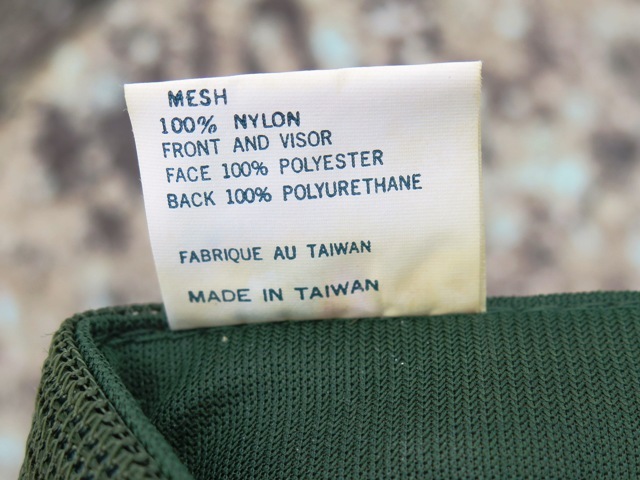 MESH
100% NYLON
FRONT AND VISOR
FACE 100% POLYESTER
BACK 100% POLYURETHANE
FABRIQUE AU TAIWAN
MADE IN TAIWAN